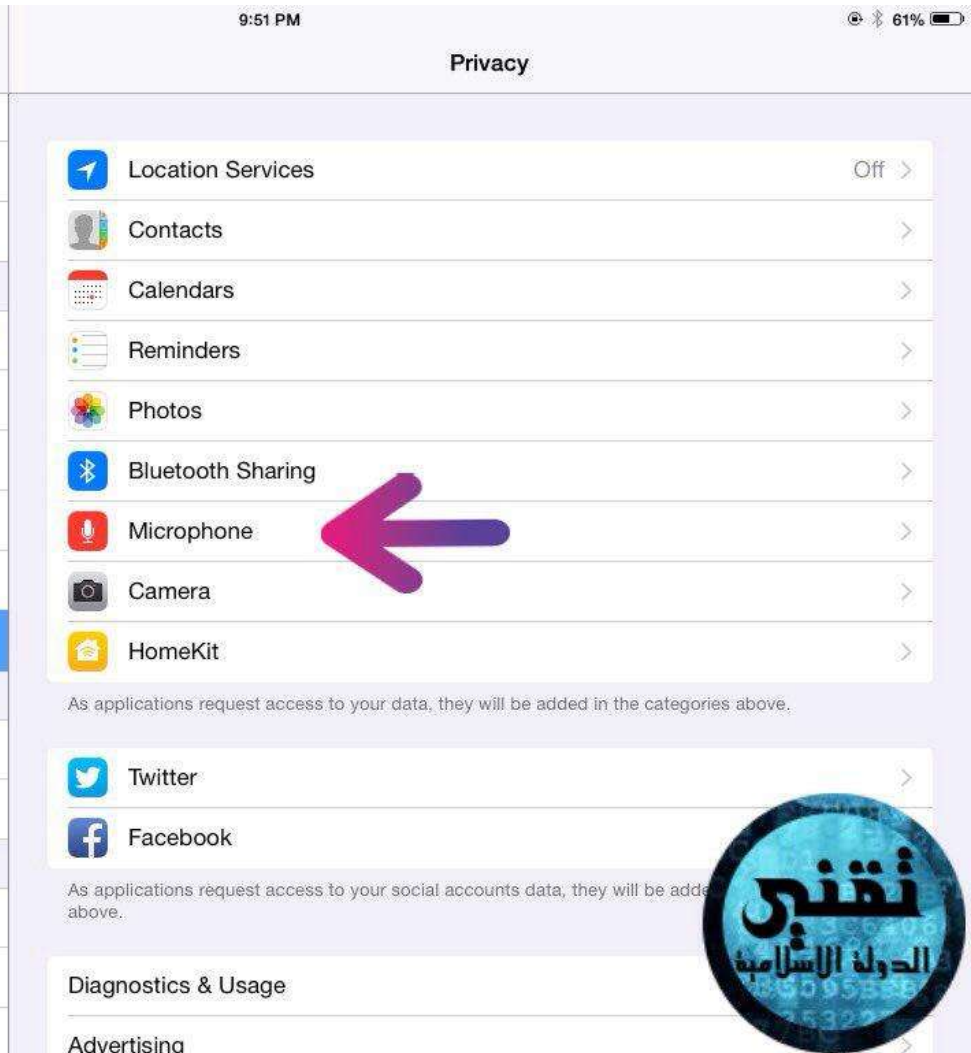 9:51 PM
61%
Privacy
Location Services
Off
Contacts
Calendars
Reminders
Photos
Bluetooth Sharing
Microphone
Camera
HomeKit
As applications request access to your data, they will be added in the categories above.
Twitter
Facebook
As applications request access to your social accounts data, they will be adde
above.
تقني
الدولة الاسلامية
Diagnostics & Usage
Advertising